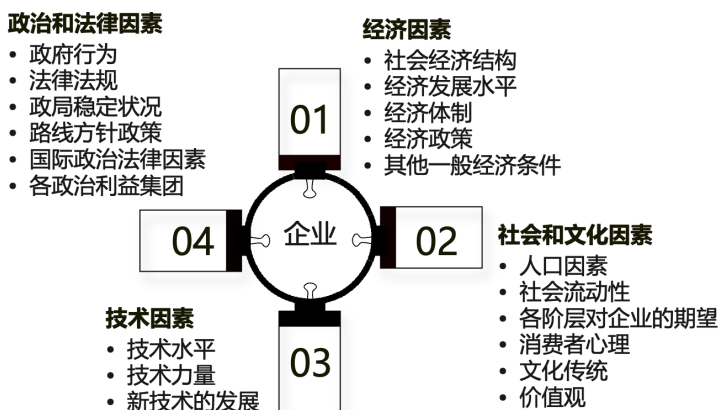 政治和法律因素
• 政府行为
• 法律法规
• 政局稳定状况
• 路线方针政策
• 国际政治法律因素
• 各政治利益集团
经济因素
• 社会经济结构
• 经济发展水平
• 经济体制
• 经济政策
• 其他一般经济条件
01
04
企业
02
社会和文化因素
• 人口因素
• 社会流动性
• 各阶层对企业的期望
• 消费者心理
• 文化传统
• 价值观
技术因素
• 技术水平
• 技术力量
• 新技术的发展
03